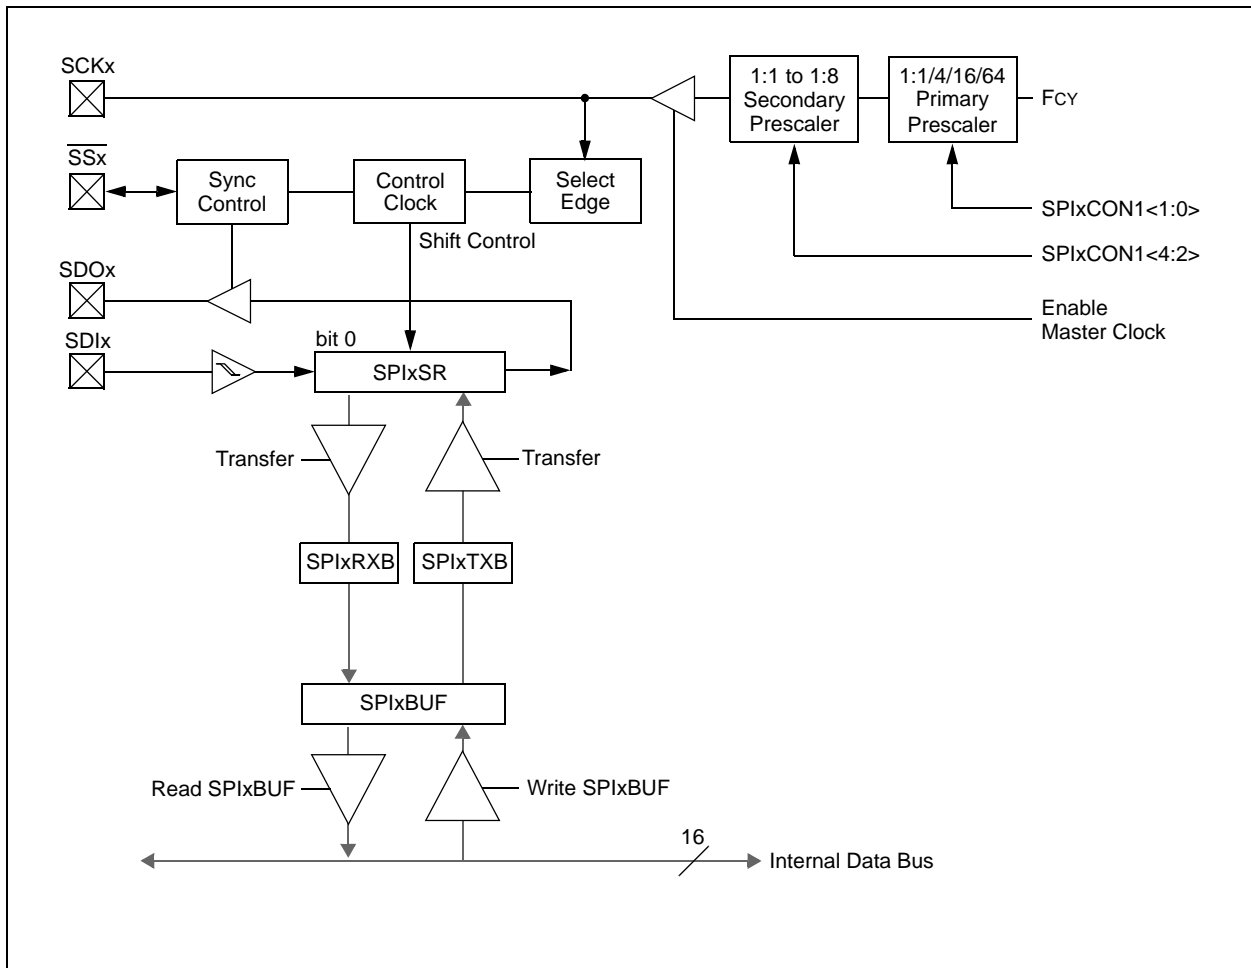 SCKx
1:1 to 1:8
Secondary
Prescaler
1:1/4/16/64
Primary
Prescaler
FCY
SSx
Sync
Control
Control
Clock
Select
Edge
SPIxCON1<1:0>
Shift Control
SPIxCON1<4:2>
SDOx
Enable
Master Clock
SDIx
bit 0
SPIxSR
Transfer
Transfer
SPIxRXB
SPIxTXB
SPIxBUF
Read SPIxBUF
Write SPIxBUF
16
Internal Data Bus